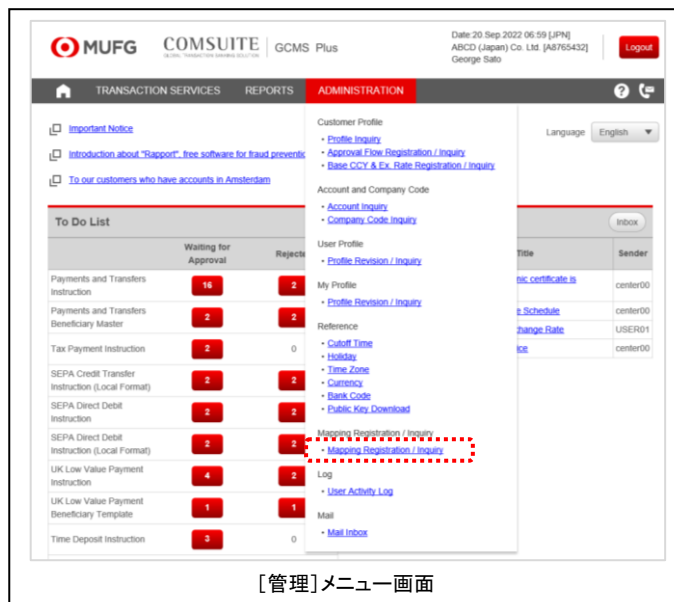 MUFG COMSUITE GCMS Plus
GLOBAL TRANSACTION BANKING SOLUTION
Date:20.Sep.2022 06:59 [JPN]
ABCD (Japan) Co. Ltd. [A8765432]
George Sato
Logout
TRANSACTION SERVICES REPORTS ADMINISTRATION
Important Notice
Introduction about "Rapport", free software for fraud preventic
To our customers who have accounts in Amsterdam
Language English
To Do List
Waiting for Approval
Rejecte
Payments and Transfers Instruction 16 2
Payments and Transfers Beneficiary Master 2 2
Tax Payment Instruction 2 0
SEPA Credit Transfer Instruction (Local Format) 2 2
SEPA Direct Debit Instruction 2 2
SEPA Direct Debit Instruction (Local Format) 2 2
UK Low Value Payment Instruction 4 2
UK Low Value Payment Beneficiary Template 1 1
Time Deposit Instruction 3 0
Customer Profile
・Profile Inquiry
・Approval Flow Registration / Inquiry
・Base CCY & Ex. Rate Registration / Inquiry
Account and Company Code
・Account Inquiry
・Company Code Inquiry
User Profile
・Profile Revision / Inquiry
My Profile
・Profile Revision / Inquiry
Reference
・Cutoff Time
・Holiday
・Time Zone
・Currency
・Bank Code
・Public Key Download
Mapping Registration / Inquiry
・Mapping Registration / Inquiry
Log
・User Activity Log
Mail
・Mail Inbox
Inbox
Title Sender
nic certificate is center00
e Schedule center00
change Rate USER01
ice center00
[管理]メニュー画面